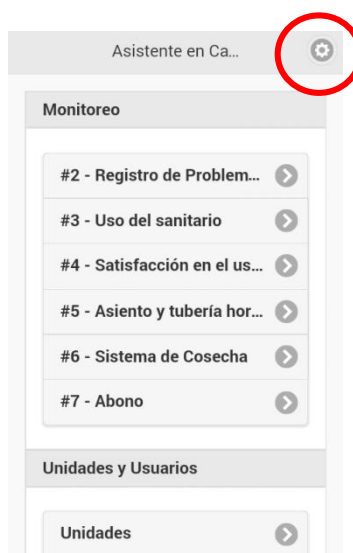 Asistente en Ca...
Monitoreo
#2 - Registro de Problem...
#3 - Uso del sanitario
#4 - Satisfacción en el us...
#5 - Asiento y tubería hor...
#6 - Sistema de Cosecha
#7 - Abono
Unidades y Usuarios
Unidades